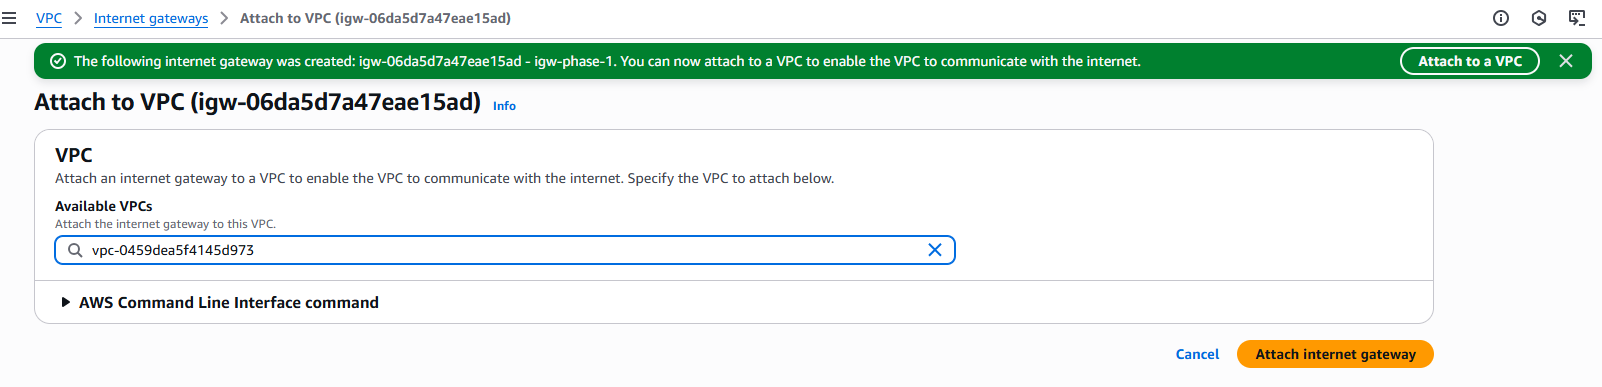 VPC > Internet gateways > Attach to VPC (igw-06da5d7a47eae15ad)
The following internet gateway was created: igw-06da5d7a47eae15ad - igw-phase-1. You can now attach to a VPC to enable the VPC to communicate with the internet. Attach to a VPC
Attach to VPC (igw-06da5d7a47eae15ad) Info
VPC
Attach an internet gateway to a VPC to enable the VPC to communicate with the internet. Specify the VPC to attach below.
Available VPCs
Attach the internet gateway to this VPC.
vpc-0459dea5f4145d973
AWS Command Line Interface command
Cancel Attach internet gateway